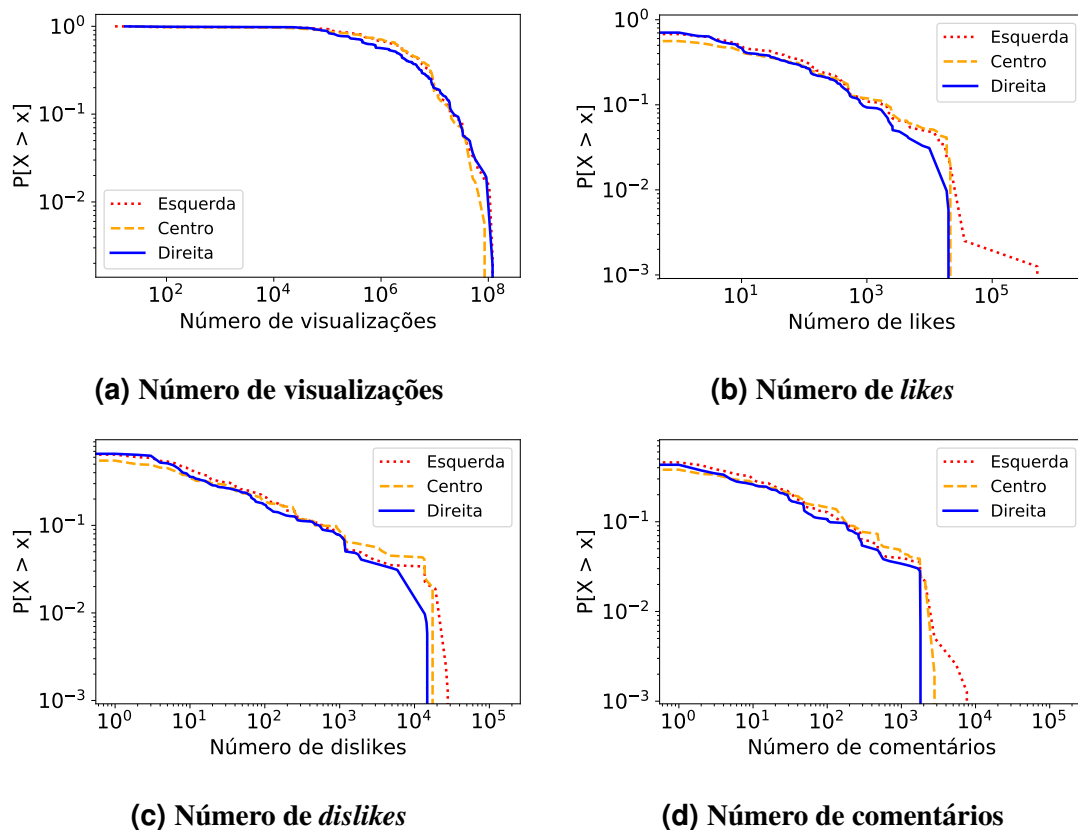 10^0
10^-1
10^-2
P[X > x]
Esquerda
Centro
Direita
10^2 10^4 10^6 10^8
Número de visualizações
(a) Número de visualizações
10^0
10^-1
10^-2
10^-3
P[X > x]
Esquerda
Centro
Direita
10^1 10^3 10^5
Número de likes
(b) Número de likes
10^-1
10^-2
10^-3
P[X > x]
Esquerda
Centro
Direita
10^0 10^1 10^2 10^3 10^4 10^5
Número de dislikes
(c) Número de dislikes
10^-1
10^-2
10^-3
P[X > x]
Esquerda
Centro
Direita
10^0 10^1 10^2 10^3 10^4 10^5
Número de comentários
(d) Número de comentários